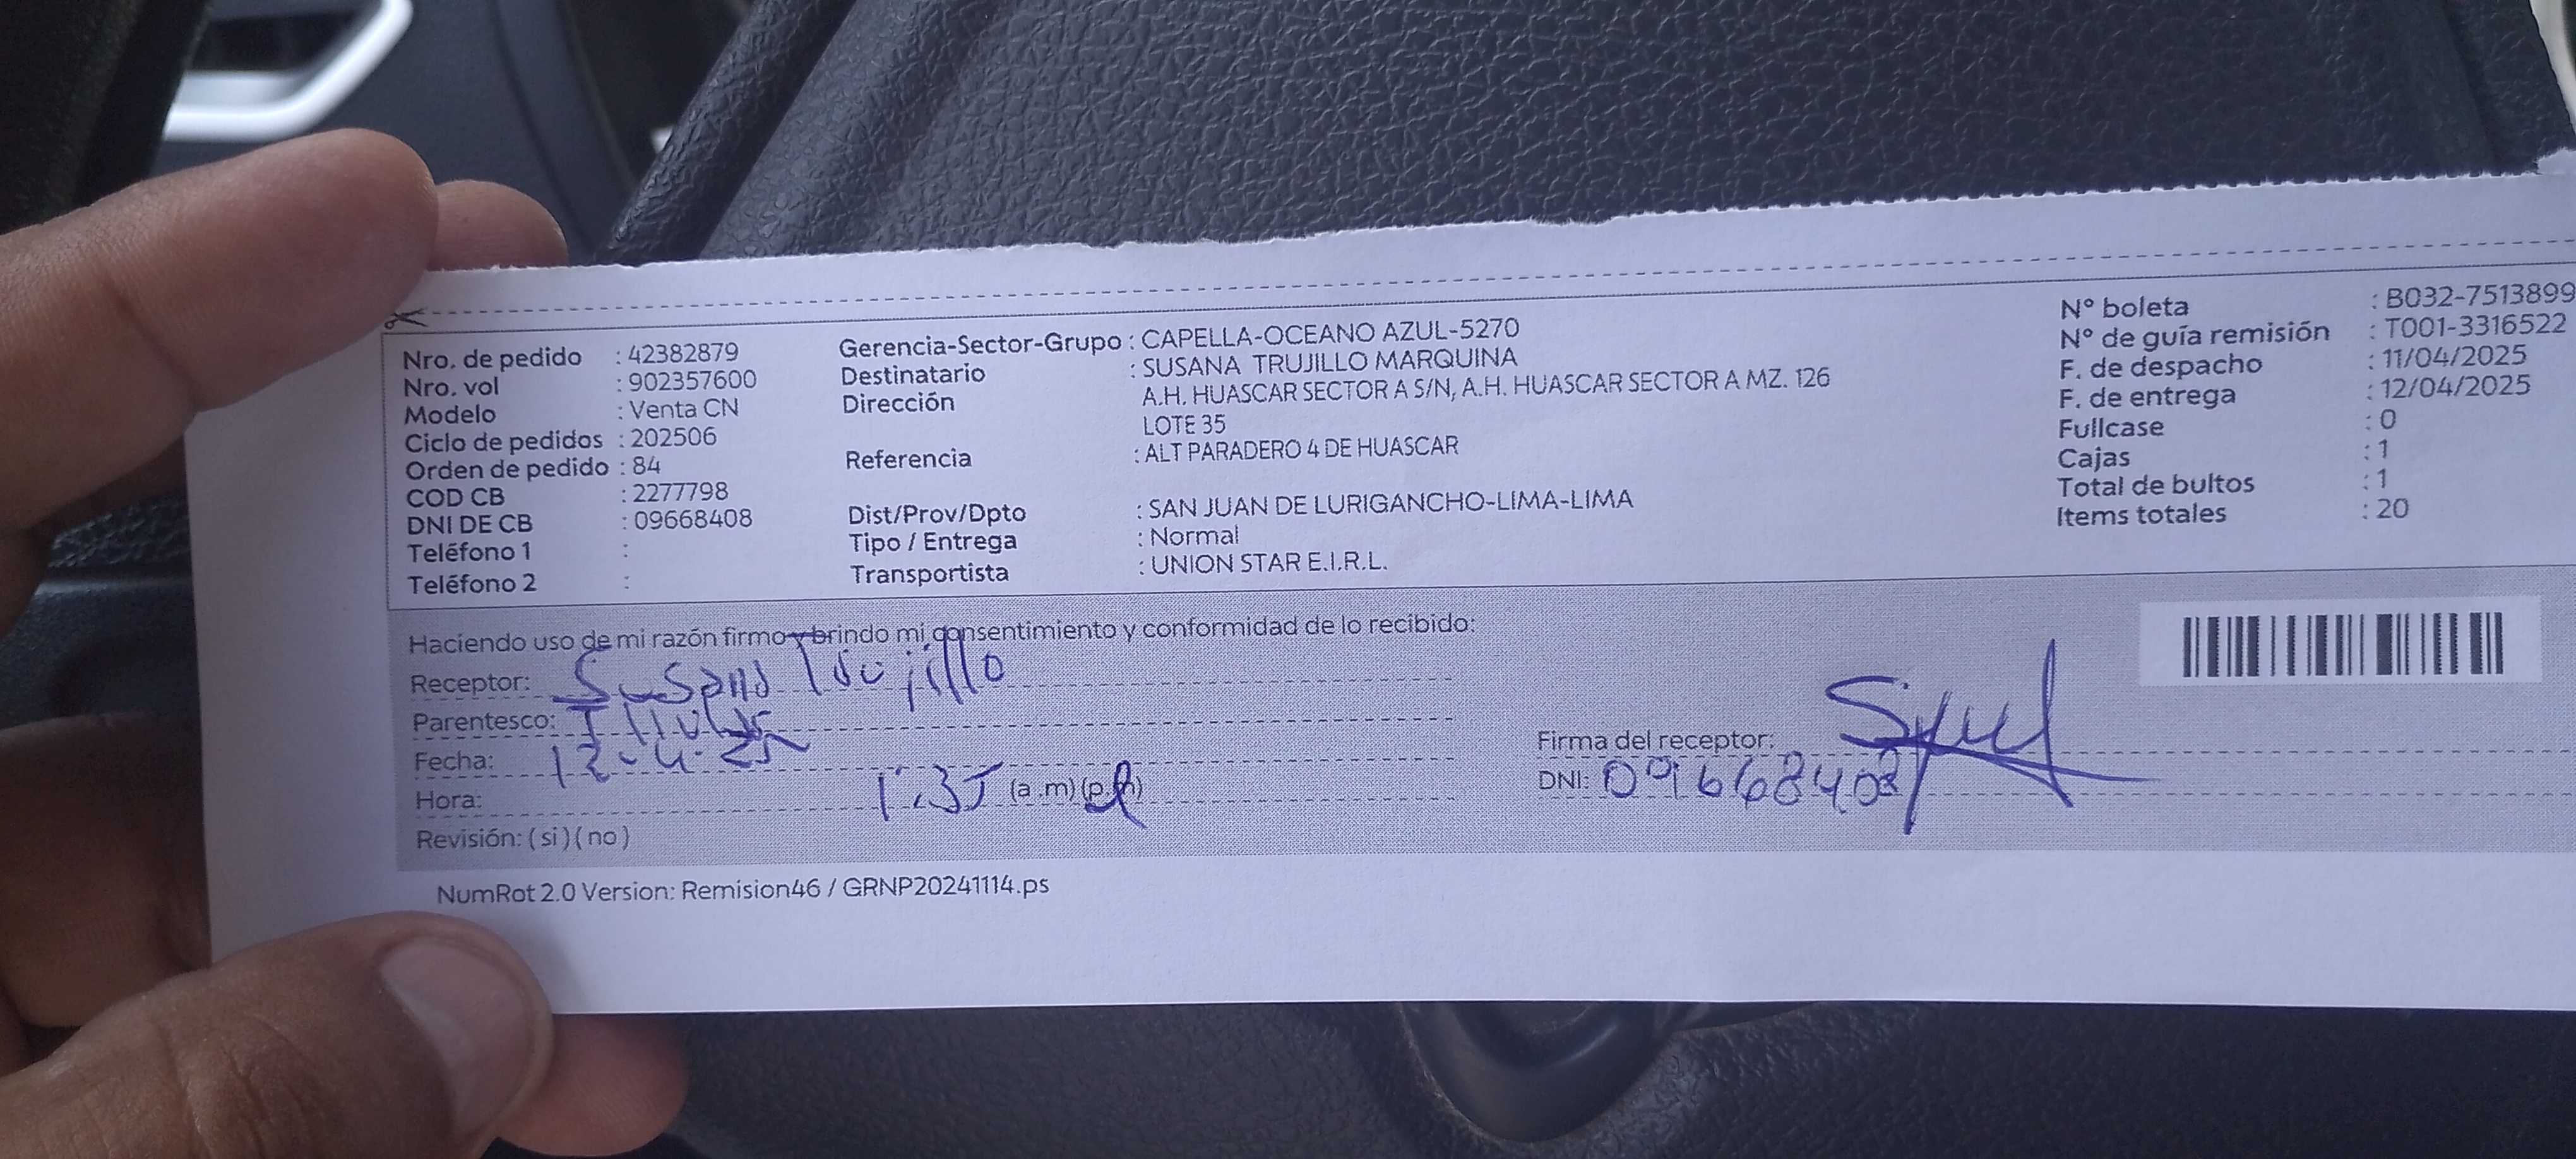 Nro. de pedido : 42382879
Nro. vol : 902357600
Modelo : Venta CN
Ciclo de pedidos : 202506
Orden de pedido : 84
COD CB : 2277798
DNI DE CB : 09668408
Teléfono 1 :
Teléfono 2 :
Gerencia-Sector-Grupo : CAPELLA-OCEANO AZUL-5270
Destinatario : SUSANA TRUJILLO MARQUINA
Dirección A.H. HUASCAR SECTOR A S/N, A.H. HUASCAR SECTOR A MZ. 126
LOTE 35
Referencia : ALT PARADERO 4 DE HUASCAR
Dist/Prov/Dpto : SAN JUAN DE LURIGANCHO-LIMA-LIMA
Tipo / Entrega : Normal
Transportista : UNION STAR E.I.R.L.
N° boleta : B032-7513899
N° de guía remisión : T001-3316522
F. de despacho : 11/04/2025
F. de entrega : 12/04/2025
Fullcase : 0
Cajas : 1
Total de bultos : 1
Items totales : 20
Haciendo uso de mi razón firmo y brindo mi consentimiento y conformidad de lo recibido:
Receptor: Susana Trujillo
Parentesco: Titular
Fecha: 12-4-25
Hora: 1:35 (a.m)(p.m)
Revisión: (si)(no)
Firma del receptor:
DNI: 09668408
NumRot 2.0 Version: Remision46 / GRNP20241114.ps